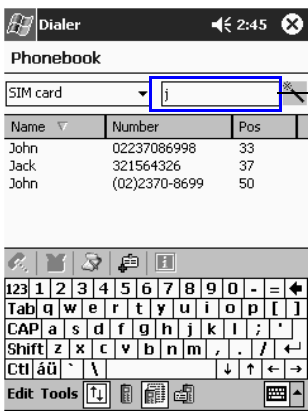 Dialer 2:45
Phonebook
SIM card j
Name Number Pos
John 02237086998 33
Jack 321564326 37
John (02)2370-8699 50
123 1 2 3 4 5 6 7 8 9 0 - =
Tab q w e r t y u i o p [ ]
CAP a s d f g h j k l ; '
Shift z x c v b n m , . /
Ctl áü ` \
Edit Tools